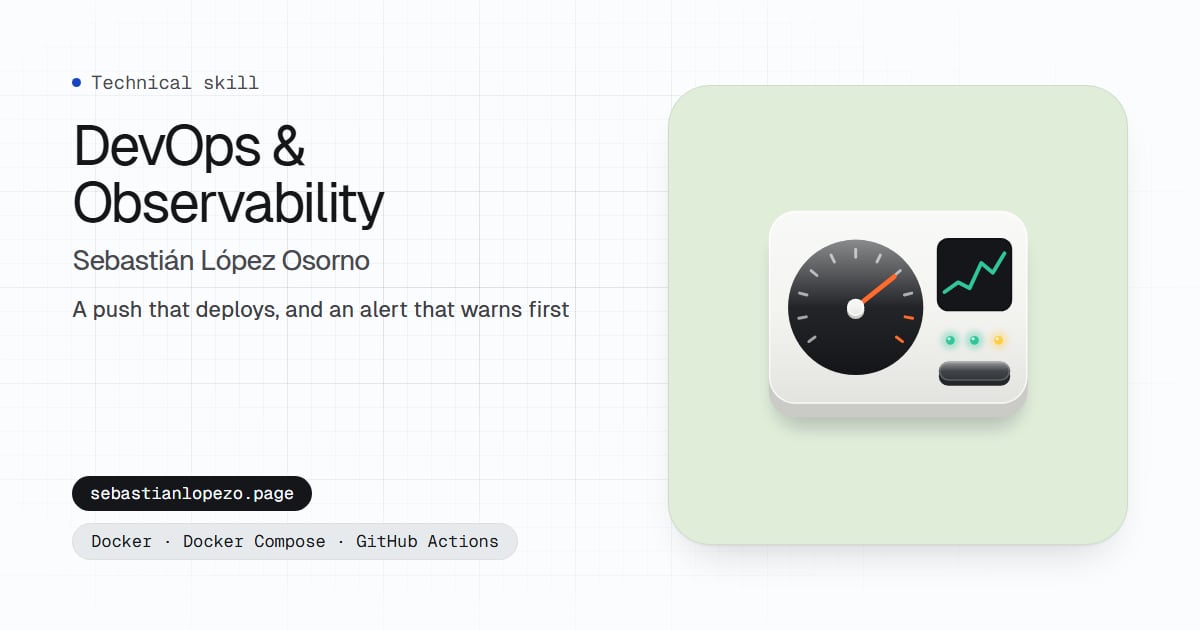 Technical skill
DevOps &
Observability
Sebastián López Osorno
A push that deploys, and an alert that warns first
sebastianlopezo.page
Docker · Docker Compose · GitHub Actions